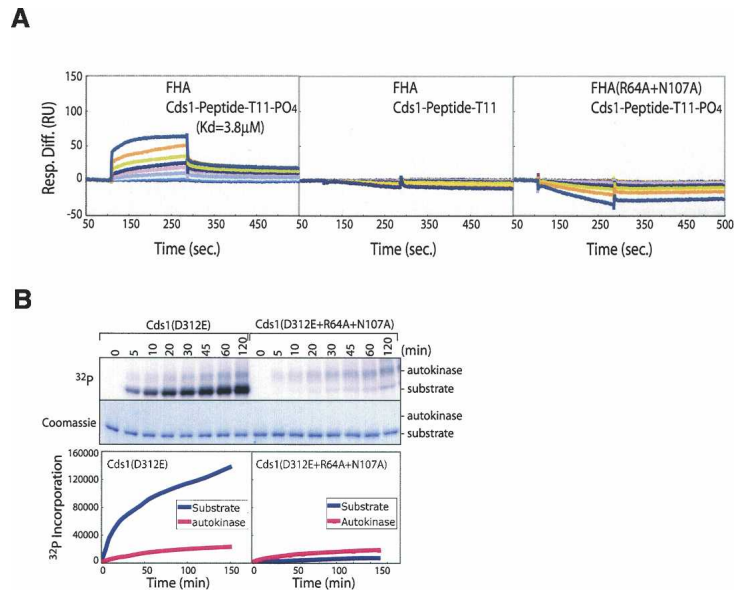 A
150
100
50
0
-50
Resp. Diff. (RU)
FHA
Cds1-Peptide-T11-PO4
(Kd=3.8μM)
FHA
Cds1-Peptide-T11
FHA(R64A+N107A)
Cds1-Peptide-T11-PO4
50 150 250 350 450
50 150 250 350 450
50 150 250 350 450 500
Time (sec.)
Time (sec.)
Time (sec.)
B
Cds1(D312E)
Cds1(D312E+R64A+N107A)
0 5 10 20 30 45 60 120 0 5 10 20 30 45 60 120 (min)
32P
autokinase
substrate
Coomassie
autokinase
substrate
160000
120000
80000
40000
0
32P Incorporation
Cds1(D312E)
Substrate
autokinase
Cds1(D312E+R64A+N107A)
Substrate
Autokinase
0 50 100 150
0 50 100 150
Time (min)
Time (min)